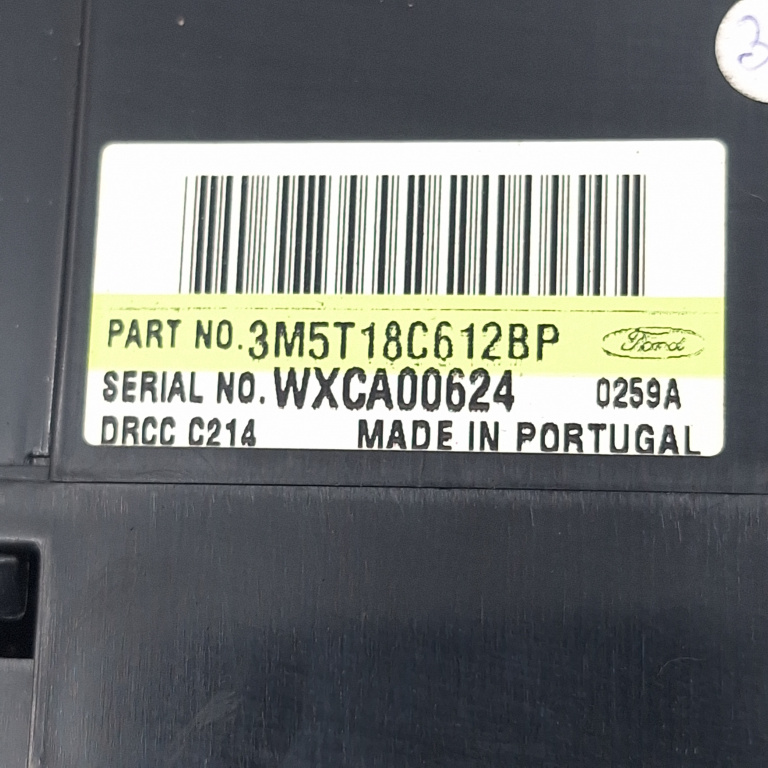 3
PART NO. 3M5T18C612BP Ford
SERIAL NO. WXCA00624 0259A
DRCC C214 MADE IN PORTUGAL